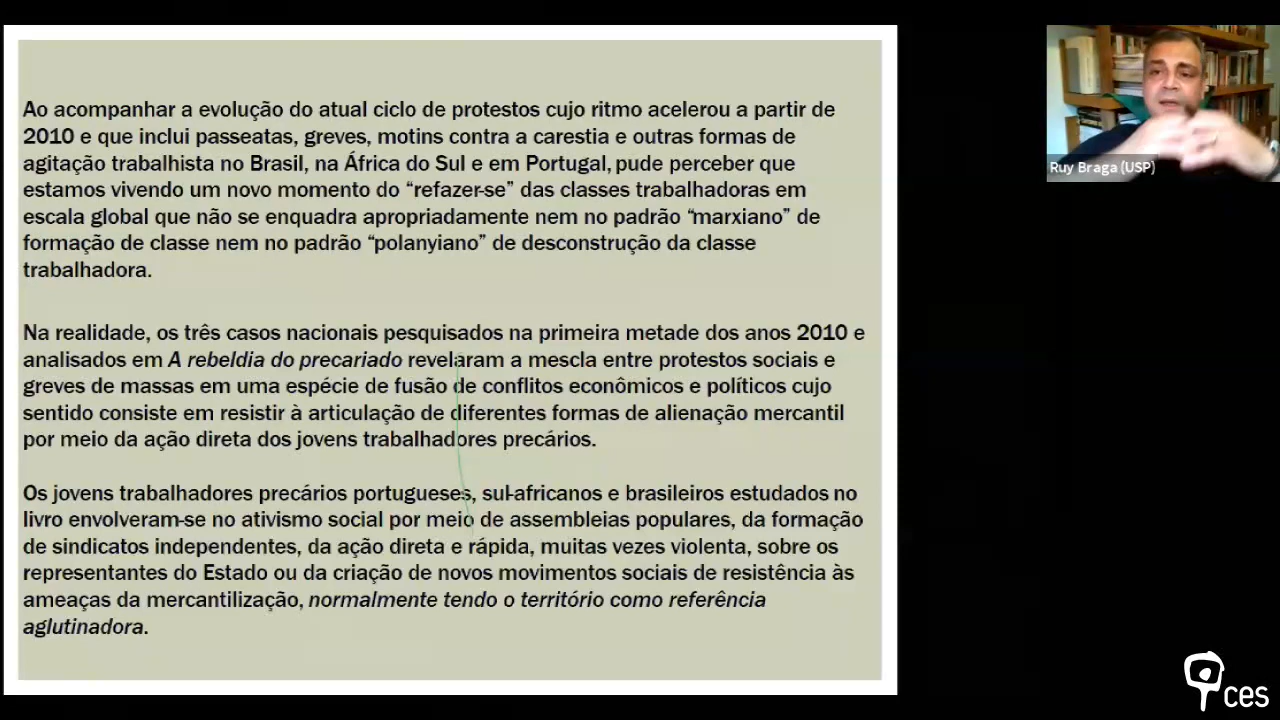 Ao acompanhar a evolução do atual ciclo de protestos cujo ritmo acelerou a partir de
2010 e que inclui passeatas, greves, motins contra a carestia e outras formas de
agitação trabalhista no Brasil, na África do Sul e em Portugal, pude perceber que
estamos vivendo um novo momento do “refazer-se” das classes trabalhadoras em
escala global que não se enquadra apropriadamente nem no padrão “marxiano” de
formação de classe nem no padrão “polanyiano” de desconstrução da classe
trabalhadora.
Na realidade, os três casos nacionais pesquisados na primeira metade dos anos 2010 e
analisados em A rebeldia do precariado revelaram a mescla entre protestos sociais e
greves de massas em uma espécie de fusão de conflitos econômicos e políticos cujo
sentido consiste em resistir à articulação de diferentes formas de alienação mercantil
por meio da ação direta dos jovens trabalhadores precários.
Os jovens trabalhadores precários portugueses, sul-africanos e brasileiros estudados no
livro envolveram-se no ativismo social por meio de assembleias populares, da formação
de sindicatos independentes, da ação direta e rápida, muitas vezes violenta, sobre os
representantes do Estado ou da criação de novos movimentos sociais de resistência às
ameaças da mercantilização, normalmente tendo o território como referência
aglutinadora.
Ruy Braga (USP)
ces